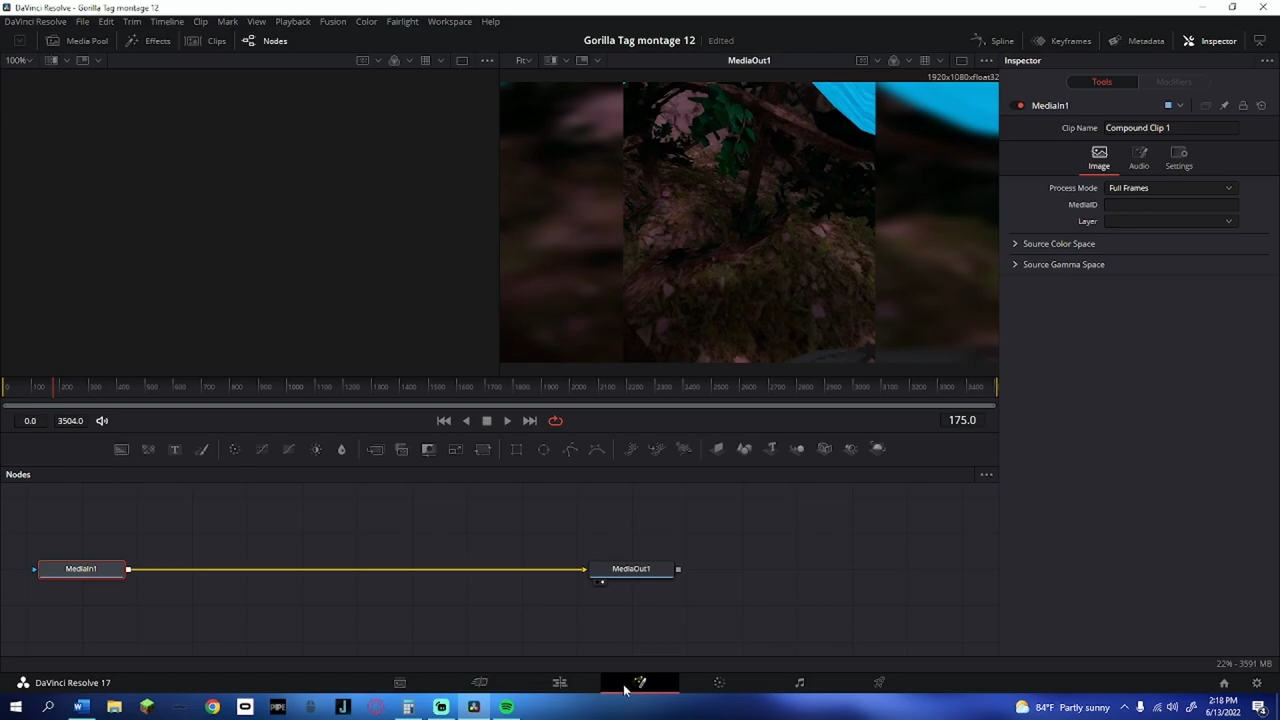 DaVinci Resolve - Gorilla Tag montage 12
DaVinci Resolve File Edit Trim Timeline Clip Mark View Playback Fusion Color Fairlight Workspace Help
Media Pool Effects Clips Nodes Gorilla Tag montage 12 Edited Spline Keyframes Metadata Inspector
100% Fit MediaOut1 Inspector
1920x1080xfloat32
Tools Modifiers
MediaIn1
Clip Name Compound Clip 1
Image Audio Settings
Process Mode Full Frames
MediaID
Layer
Source Color Space
Source Gamma Space
0 100 200 300 400 500 600 700 800 900 1000 1100 1200 1300 1400 1500 1600 1700 1800 1900 2000 2100 2200 2300 2400 2500 2600 2700 2800 2900 3000 3100 3200 3300 3400
0.0 3504.0 175.0
Nodes
MediaIn1 MediaOut1
22% - 3591 MB
DaVinci Resolve 17
84°F Partly sunny 2:18 PM
6/13/2022